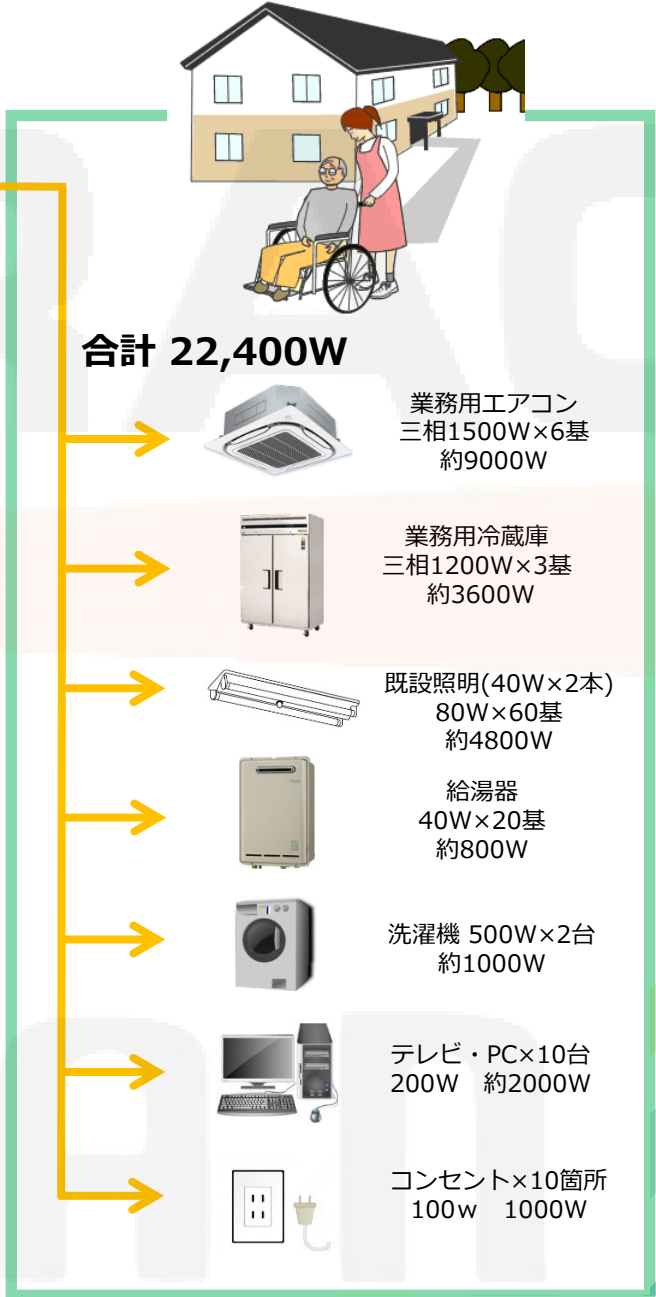 合計 22,400W
業務用エアコン
三相1500W×6基
約9000W
業務用冷蔵庫
三相1200W×3基
約3600W
既設照明(40W×2本)
80W×60基
約4800W
給湯器
40W×20基
約800W
洗濯機 500W×2台
約1000W
テレビ・PC×10台
200W 約2000W
コンセント×10箇所
100w 1000W